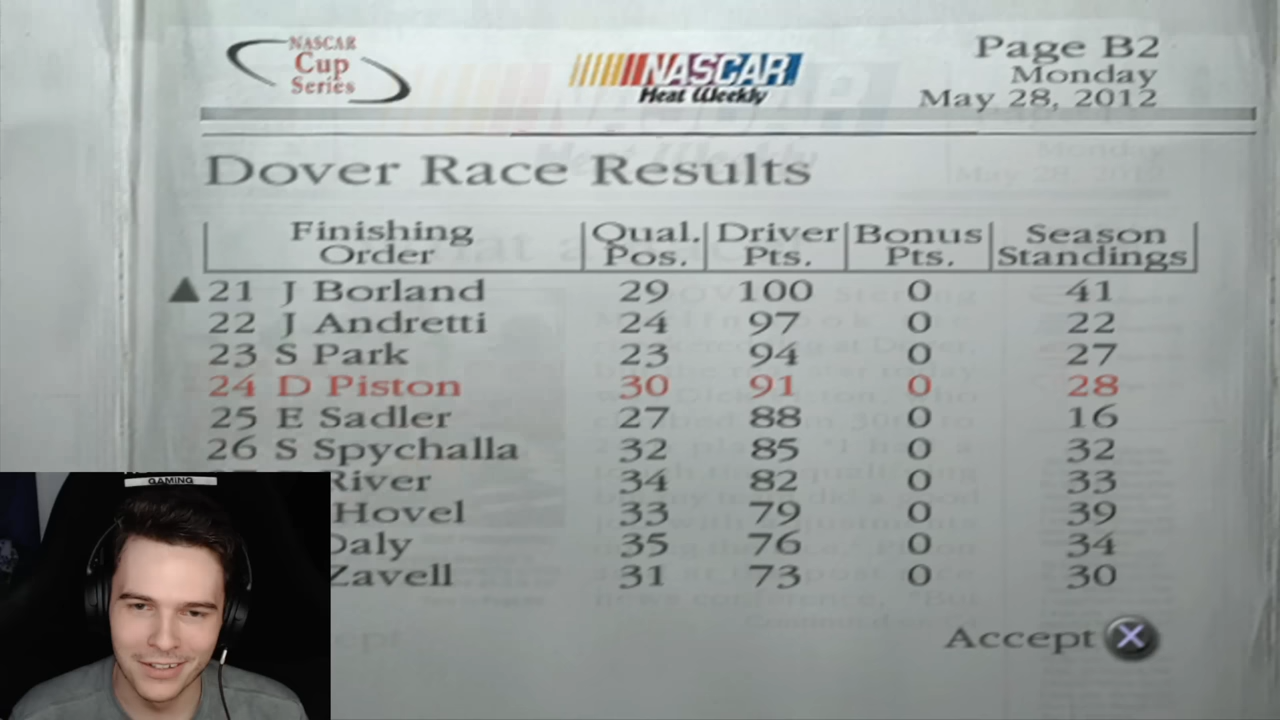 NASCAR
Cup
Series
NASCAR
Heat Weekly
Page B2
Monday
May 28, 2012
Dover Race Results
Finishing Order Qual. Pos. Driver Pts. Bonus Pts. Season Standings
21 J Borland 29 100 0 41
22 J Andretti 24 97 0 22
23 S Park 23 94 0 27
24 D Piston 30 91 0 28
25 E Sadler 27 88 0 16
26 S Spychalla 32 85 0 32
River 34 82 0 33
Hovel 33 79 0 39
Daly 35 76 0 34
Zavell 31 73 0 30
Accept X
GAMING